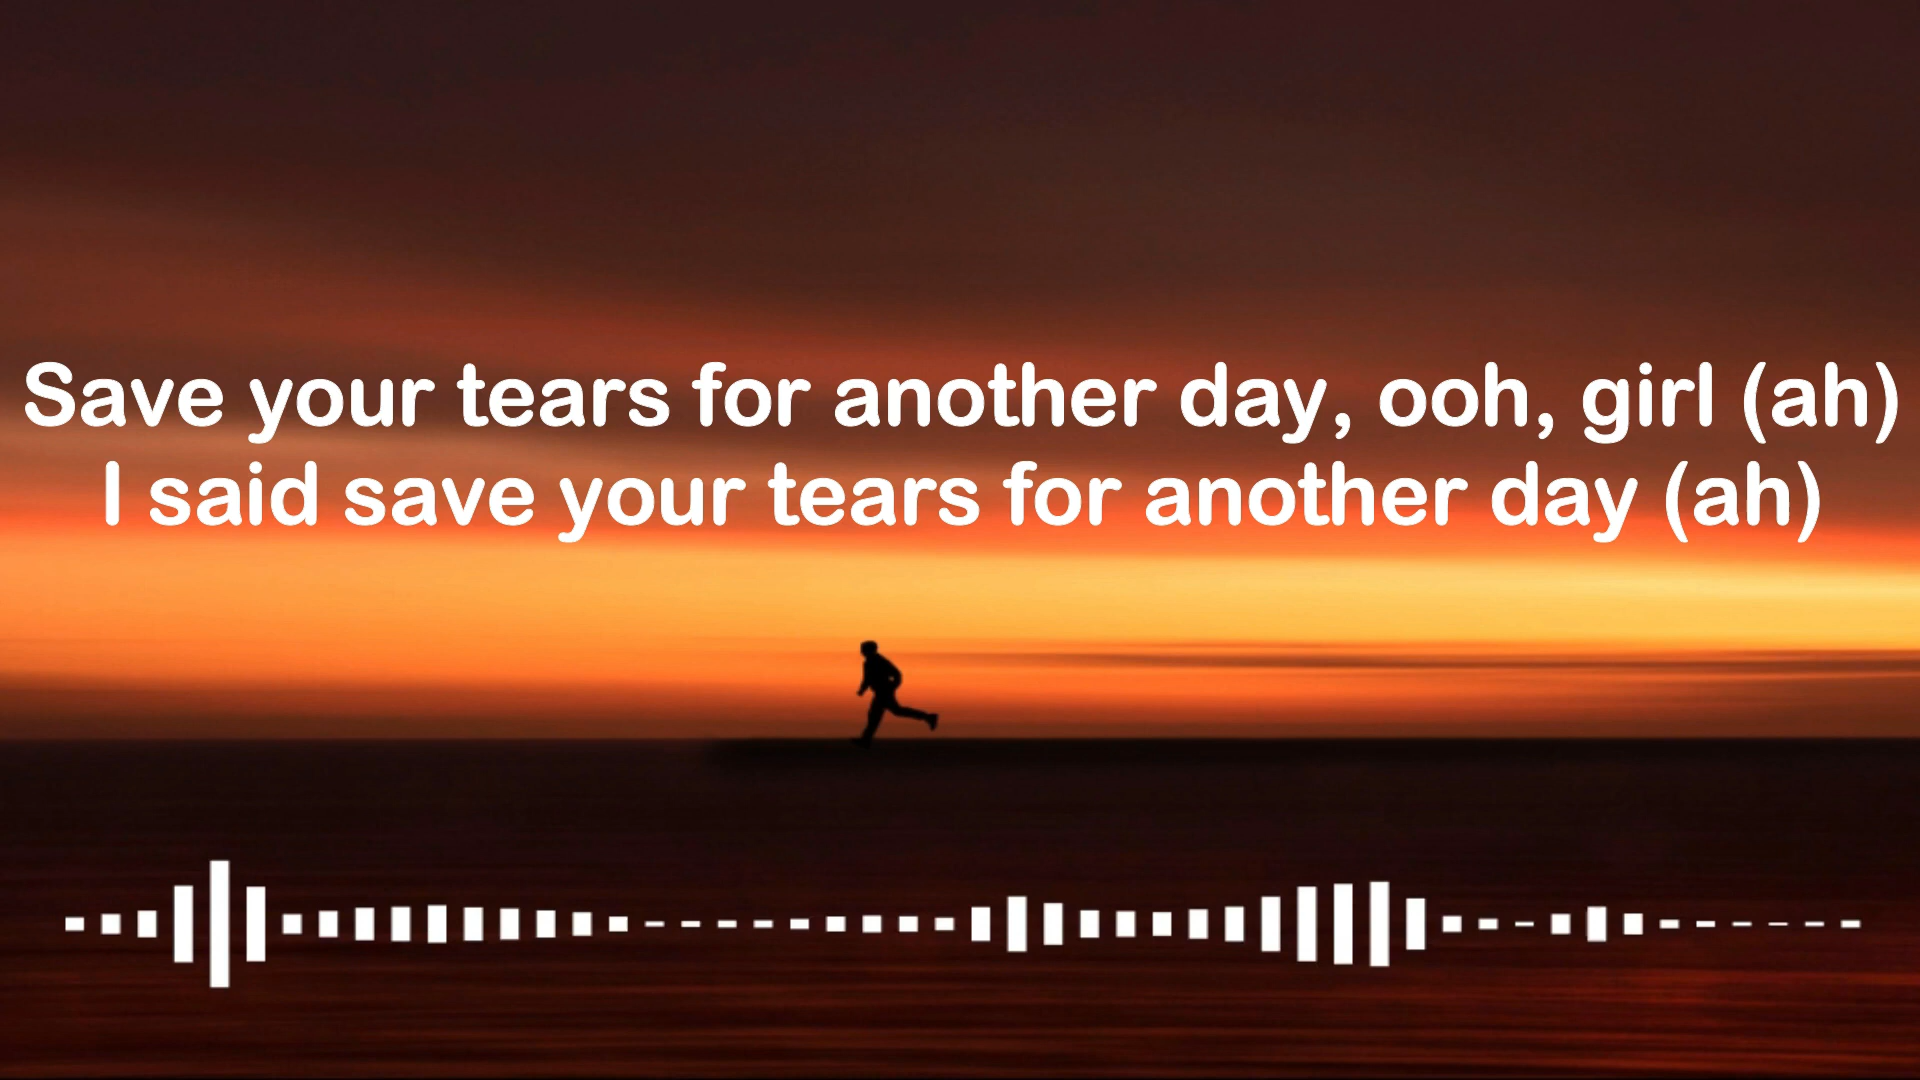 Save your tears for another day, ooh, girl (ah)
I said save your tears for another day (ah)